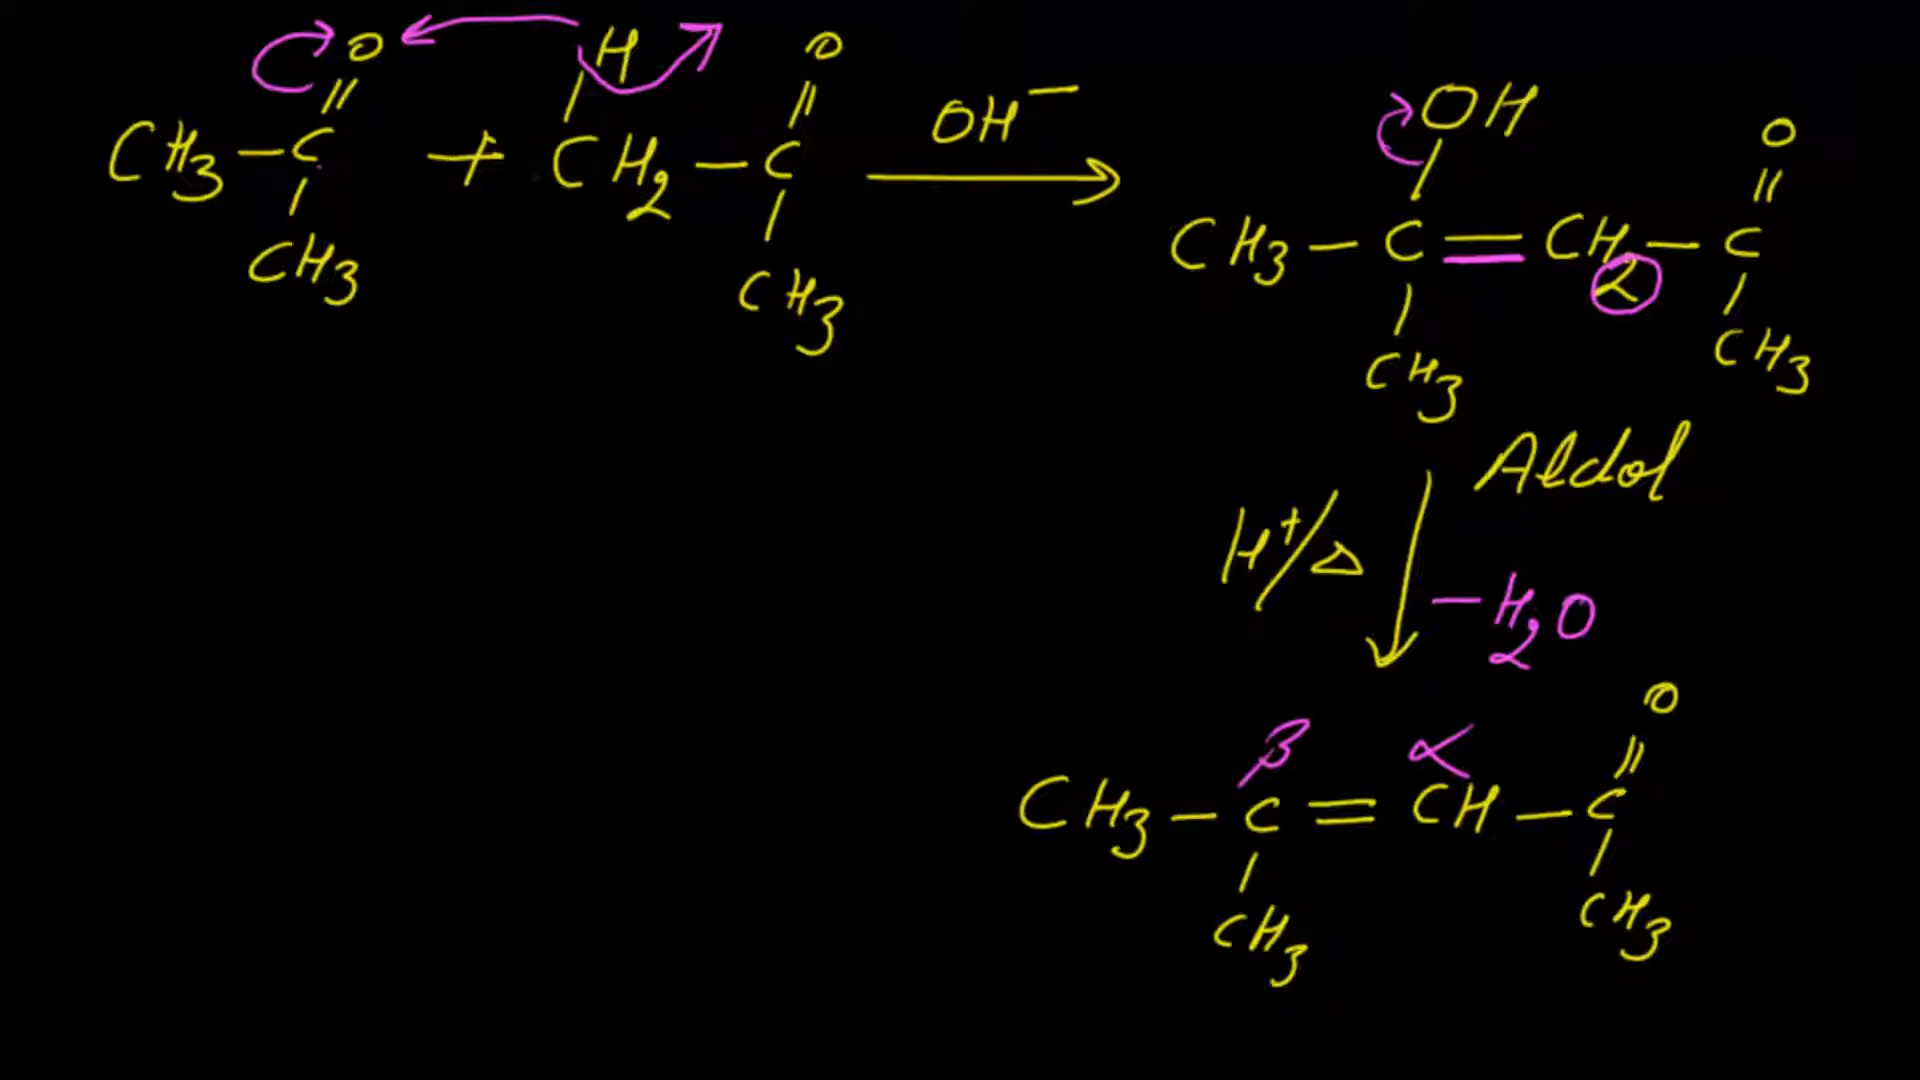 O H O
CH3 - C + CH2 - C OH⁻
CH3 CH3
OH O
CH3 - C = CH2 - C
CH3 CH3
Aldol
H+/Δ
- H2O
O
β α
CH3 - C = CH - C
CH3 CH3